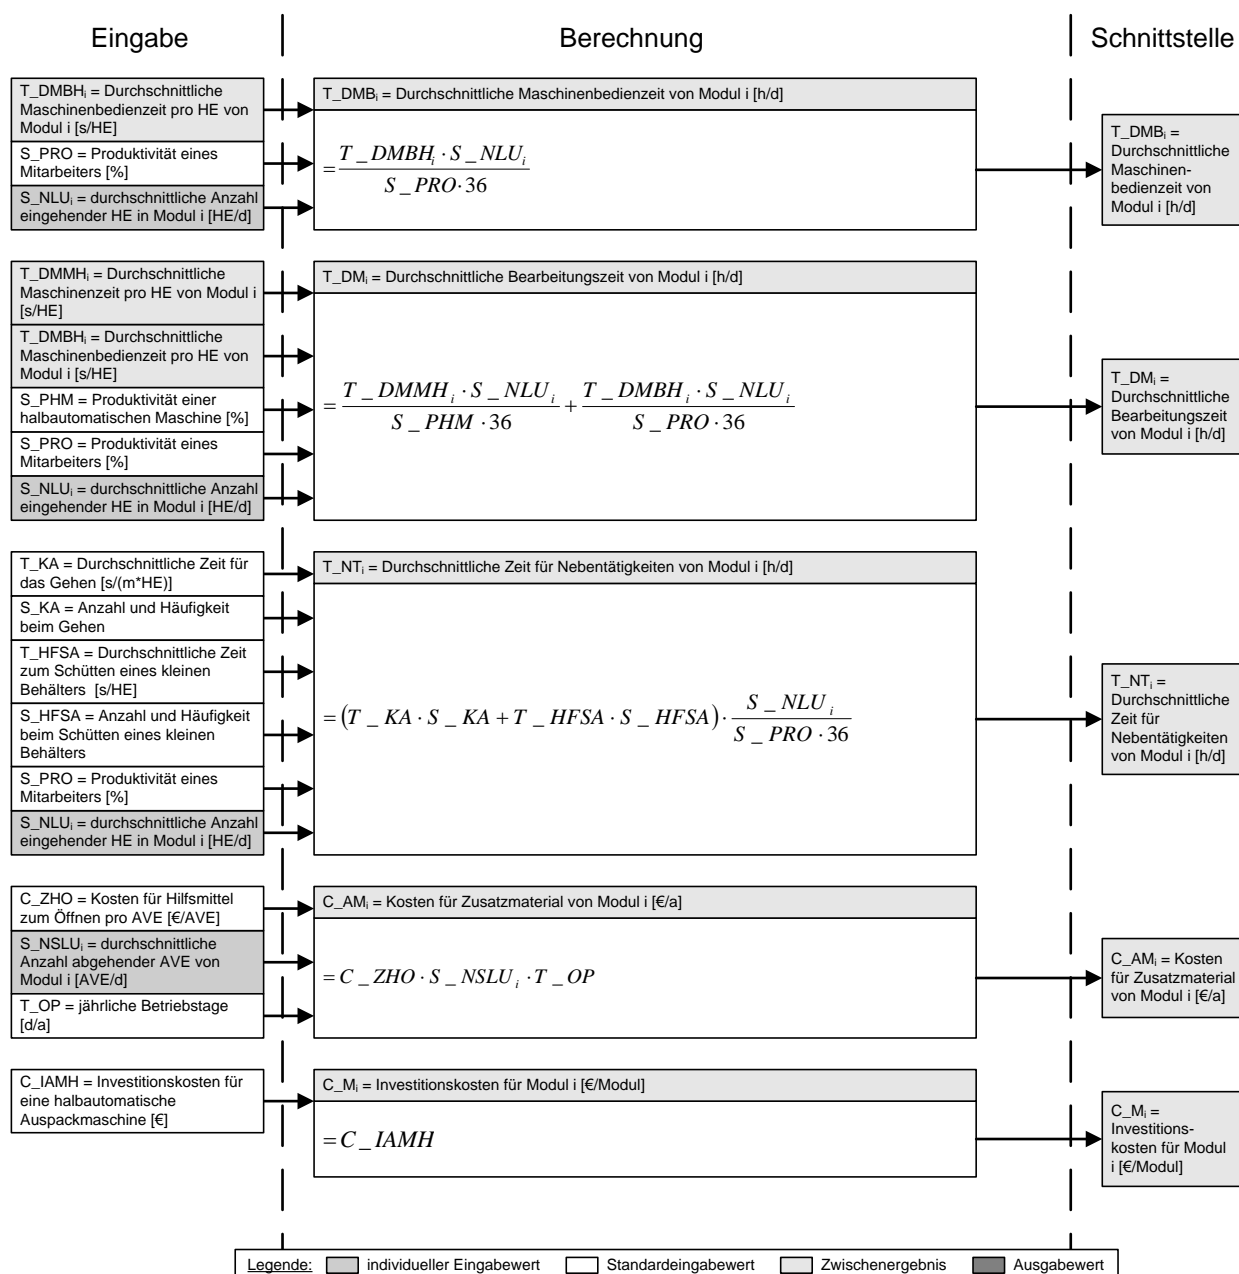 Eingabe
Berechnung
Schnittstelle
T_DMBHᵢ = Durchschnittliche
Maschinenbedienzeit pro HE von
Modul i [s/HE]
S_PRO = Produktivität eines
Mitarbeiters [%]
S_NLUᵢ = durchschnittliche Anzahl
eingehender HE in Modul i [HE/d]
T_DMBᵢ = Durchschnittliche Maschinenbedienzeit von Modul i [h/d]
= (T_DMBHᵢ · S_NLUᵢ) / (S_PRO · 36)
T_DMBᵢ =
Durchschnittliche
Maschinen-
bedienzeit von
Modul i [h/d]
T_DMMHᵢ = Durchschnittliche
Maschinenzeit pro HE von Modul i
[s/HE]
T_DMBHᵢ = Durchschnittliche
Maschinenbedienzeit pro HE von
Modul i [s/HE]
S_PHM = Produktivität einer
halbautomatischen Maschine [%]
S_PRO = Produktivität eines
Mitarbeiters [%]
S_NLUᵢ = durchschnittliche Anzahl
eingehender HE in Modul i [HE/d]
T_DMᵢ = Durchschnittliche Bearbeitungszeit von Modul i [h/d]
= (T_DMMHᵢ · S_NLUᵢ) / (S_PHM · 36) + (T_DMBHᵢ · S_NLUᵢ) / (S_PRO · 36)
T_DMᵢ =
Durchschnittliche
Bearbeitungszeit
von Modul i [h/d]
T_KA = Durchschnittliche Zeit für
das Gehen [s/(m*HE)]
S_KA = Anzahl und Häufigkeit
beim Gehen
T_HFSA = Durchschnittliche Zeit
zum Schütten eines kleinen
Behälters [s/HE]
S_HFSA = Anzahl und Häufigkeit
beim Schütten eines kleinen
Behälters
S_PRO = Produktivität eines
Mitarbeiters [%]
S_NLUᵢ = durchschnittliche Anzahl
eingehender HE in Modul i [HE/d]
T_NTᵢ = Durchschnittliche Zeit für Nebentätigkeiten von Modul i [h/d]
= (T_KA · S_KA + T_HFSA · S_HFSA) · S_NLUᵢ / (S_PRO · 36)
T_NTᵢ =
Durchschnittliche
Zeit für
Nebentätigkeiten
von Modul i [h/d]
C_ZHO = Kosten für Hilfsmittel
zum Öffnen pro AVE [€/AVE]
S_NSLUᵢ = durchschnittliche
Anzahl abgehender AVE von
Modul i [AVE/d]
T_OP = jährliche Betriebstage
[d/a]
C_AMᵢ = Kosten für Zusatzmaterial von Modul i [€/a]
= C_ZHO · S_NSLUᵢ · T_OP
C_AMᵢ = Kosten
für Zusatzmaterial
von Modul i [€/a]
C_IAMH = Investitionskosten für
eine halbautomatische
Auspackmaschine [€]
C_Mᵢ = Investitionskosten für Modul i [€/Modul]
= C_IAMH
C_Mᵢ =
Investitions-
kosten für Modul
i [€/Modul]
Legende: individueller Eingabewert Standardeingabewert Zwischenergebnis Ausgabewert